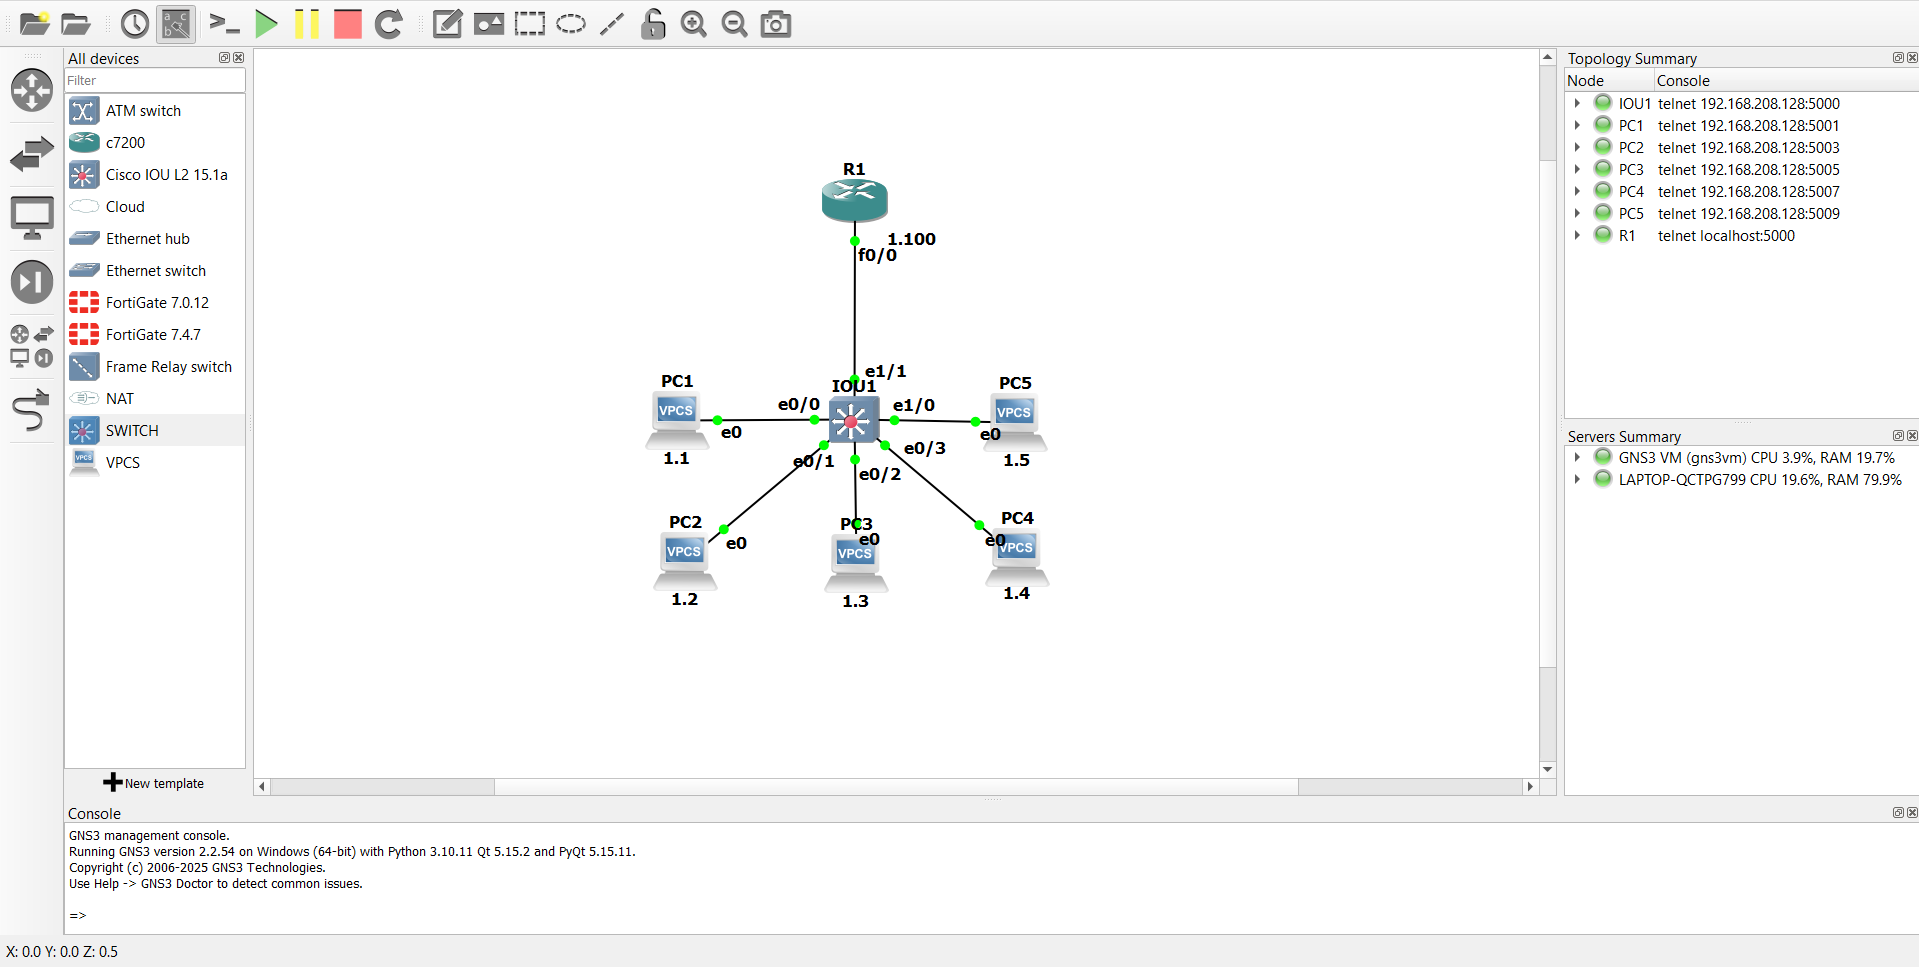 All devices
Filter
ATM switch
c7200
Cisco IOU L2 15.1a
Cloud
Ethernet hub
Ethernet switch
FortiGate 7.0.12
FortiGate 7.4.7
Frame Relay switch
NAT
SWITCH
VPCS
New template
R1
1.100
f0/0
e1/1
IOU1
PC1
VPCS
e0/0
e0
1.1
e1/0
PC5
VPCS
e0
1.5
e0/1
e0/2
e0/3
PC2
VPCS
e0
1.2
PC3
e0
VPCS
1.3
PC4
e0
VPCS
1.4
Topology Summary
Node Console
IOU1 telnet 192.168.208.128:5000
PC1 telnet 192.168.208.128:5001
PC2 telnet 192.168.208.128:5003
PC3 telnet 192.168.208.128:5005
PC4 telnet 192.168.208.128:5007
PC5 telnet 192.168.208.128:5009
R1 telnet localhost:5000
Servers Summary
GNS3 VM (gns3vm) CPU 3.9%, RAM 19.7%
LAPTOP-QCTPG799 CPU 19.6%, RAM 79.9%
Console
GNS3 management console.
Running GNS3 version 2.2.54 on Windows (64-bit) with Python 3.10.11 Qt 5.15.2 and PyQt 5.15.11.
Copyright (c) 2006-2025 GNS3 Technologies.
Use Help -> GNS3 Doctor to detect common issues.
=>
X: 0.0 Y: 0.0 Z: 0.5